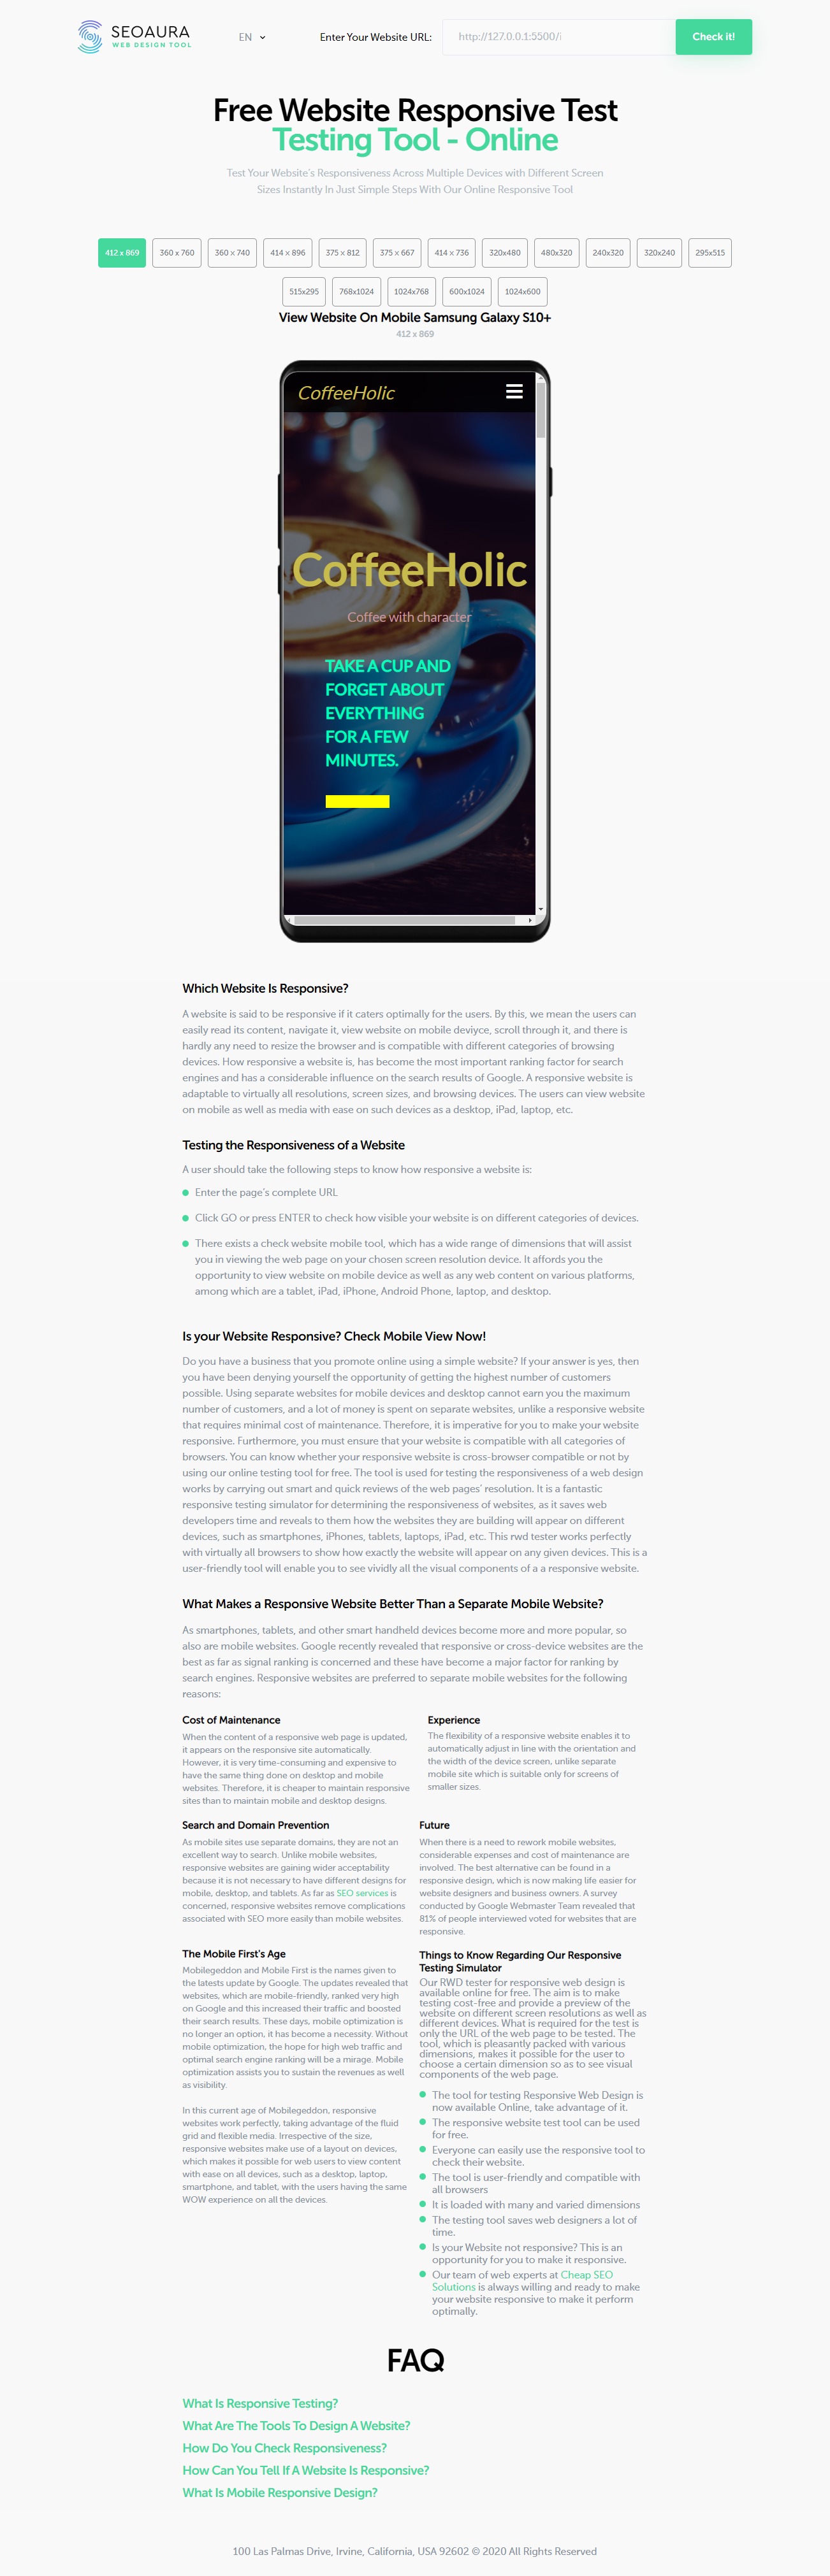 SEOAURA
WEB DESIGN TOOL
EN
Enter Your Website URL:
http://127.0.0.1:5500/i
Check it!
Free Website Responsive Test
Testing Tool - Online
Test Your Website's Responsiveness Across Multiple Devices with Different Screen
Sizes Instantly In Just Simple Steps With Our Online Responsive Tool
412 x 869 360 x 760 360 × 740 414 × 896 375 × 812 375 × 667 414 × 736 320x480 480x320 240x320 320x240 295x515
515x295 768x1024 1024x768 600x1024 1024x600
View Website On Mobile Samsung Galaxy S10+
412 x 869
CoffeeHolic
CoffeeHolic
Coffee with character
TAKE A CUP AND
FORGET ABOUT
EVERYTHING
FOR A FEW
MINUTES.
Which Website Is Responsive?
A website is said to be responsive if it caters optimally for the users. By this, we mean the users can
easily read its content, navigate it, view website on mobile deviyce, scroll through it, and there is
hardly any need to resize the browser and is compatible with different categories of browsing
devices. How responsive a website is, has become the most important ranking factor for search
engines and has a considerable influence on the search results of Google. A responsive website is
adaptable to virtually all resolutions, screen sizes, and browsing devices. The users can view website
on mobile as well as media with ease on such devices as a desktop, iPad, laptop, etc.
Testing the Responsiveness of a Website
A user should take the following steps to know how responsive a website is:
Enter the page's complete URL
Click GO or press ENTER to check how visible your website is on different categories of devices.
There exists a check website mobile tool, which has a wide range of dimensions that will assist
you in viewing the web page on your chosen screen resolution device. It affords you the
opportunity to view website on mobile device as well as any web content on various platforms,
among which are a tablet, iPad, iPhone, Android Phone, laptop, and desktop.
Is your Website Responsive? Check Mobile View Now!
Do you have a business that you promote online using a simple website? If your answer is yes, then
you have been denying yourself the opportunity of getting the highest number of customers
possible. Using separate websites for mobile devices and desktop cannot earn you the maximum
number of customers, and a lot of money is spent on separate websites, unlike a responsive website
that requires minimal cost of maintenance. Therefore, it is imperative for you to make your website
responsive. Furthermore, you must ensure that your website is compatible with all categories of
browsers. You can know whether your responsive website is cross-browser compatible or not by
using our online testing tool for free. The tool is used for testing the responsiveness of a web design
works by carrying out smart and quick reviews of the web pages' resolution. It is a fantastic
responsive testing simulator for determining the responsiveness of websites, as it saves web
developers time and reveals to them how the websites they are building will appear on different
devices, such as smartphones, iPhones, tablets, laptops, iPad, etc. This rwd tester works perfectly
with virtually all browsers to show how exactly the website will appear on any given devices. This is a
user-friendly tool will enable you to see vividly all the visual components of a a responsive website.
What Makes a Responsive Website Better Than a Separate Mobile Website?
As smartphones, tablets, and other smart handheld devices become more and more popular, so
also are mobile websites. Google recently revealed that responsive or cross-device websites are the
best as far as signal ranking is concerned and these have become a major factor for ranking by
search engines. Responsive websites are preferred to separate mobile websites for the following
reasons:
Cost of Maintenance
When the content of a responsive web page is updated,
it appears on the responsive site automatically.
However, it is very time-consuming and expensive to
have the same thing done on desktop and mobile
websites. Therefore, it is cheaper to maintain responsive
sites than to maintain mobile and desktop designs.
Experience
The flexibility of a responsive website enables it to
automatically adjust in line with the orientation and
the width of the device screen, unlike separate
mobile site which is suitable only for screens of
smaller sizes.
Search and Domain Prevention
As mobile sites use separate domains, they are not an
excellent way to search. Unlike mobile websites,
responsive websites are gaining wider acceptability
because it is not necessary to have different designs for
mobile, desktop, and tablets. As far as SEO services is
concerned, responsive websites remove complications
associated with SEO more easily than mobile websites.
Future
When there is a need to rework mobile websites,
considerable expenses and cost of maintenance are
involved. The best alternative can be found in a
responsive design, which is now making life easier for
website designers and business owners. A survey
conducted by Google Webmaster Team revealed that
81% of people interviewed voted for websites that are
responsive.
The Mobile First's Age
Mobilegeddon and Mobile First is the names given to
the latest update by Google. The updates revealed that
websites, which are mobile-friendly, ranked very high
on Google and this increased their traffic and boosted
their search results. These days, mobile optimization is
no longer an option, it has become a necessity. Without
mobile optimization, the hope for high web traffic and
optimal search engine ranking will be a mirage. Mobile
optimization assists you to sustain the revenues as well
as visibility.
In this current age of Mobilegeddon, responsive
websites work perfectly, taking advantage of the fluid
grid and flexible media. Irrespective of the size,
responsive websites make use of a layout on devices,
which makes it possible for web users to view content
with ease on all devices, such as a desktop, laptop,
smartphone, and tablet, with the users having the same
WOW experience on all the devices.
Things to Know Regarding Our Responsive
Testing Simulator
Our RWD tester for responsive web design is
available online for free. The aim is to make
testing cost-free and provide a preview of the
website on different screen resolutions as well as
different devices. What is required for the test is
only the URL of the web page to be tested. The
tool, which is pleasantly packed with various
dimensions, makes it possible for the user to
choose a certain dimension so as to see visual
components of the web page.
The tool for testing Responsive Web Design is
now available Online, take advantage of it.
The responsive website test tool can be used
for free.
Everyone can easily use the responsive tool to
check their website.
The tool is user-friendly and compatible with
all browsers
It is loaded with many and varied dimensions
The testing tool saves web designers a lot of
time.
Is your Website not responsive? This is an
opportunity for you to make it responsive.
Our team of web experts at Cheap SEO
Solutions is always willing and ready to make
your website responsive to make it perform
optimally.
FAQ
What Is Responsive Testing?
What Are The Tools To Design A Website?
How Do You Check Responsiveness?
How Can You Tell If A Website Is Responsive?
What Is Mobile Responsive Design?
100 Las Palmas Drive, Irvine, California, USA 92602 © 2020 All Rights Reserved